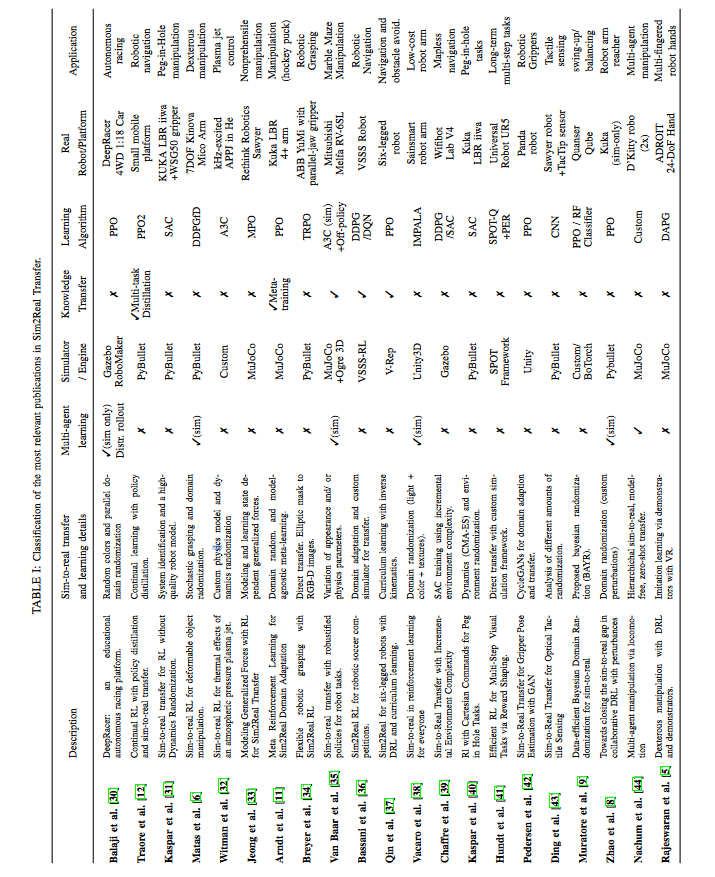 TABLE I: Classification of the most relevant publications in Sim2Real Transfer.
Description
Sim-to-real transfer
and learning details
Multi-agent
learning
Simulator
/ Engine
Knowledge
Transfer
Learning
Algorithm
Real
Robot/Platform
Application
Balaji et al. [30]
DeepRacer: an educational
autonomous racing platform.
Random colors and parallel do-
main randomization
✓(sim only)
Distr. rollout
Gazebo
RoboMaker
✗
PPO
DeepRacer
4WD 1:18 Car
Autonomous
racing
Traore et al. [12]
Continual RL with policy distillation
and sim-to-real transfer.
Continual learning with policy
distillation.
✗
PyBullet
✓Multi-task
Distillation
PPO2
Small mobile
platform
Robotic
navigation
Kaspar et al. [31]
Sim-to-real transfer for RL without
Dynamics Randomization.
System identification and a high-
quality robot model.
✗
PyBullet
✗
SAC
KUKA LBR iiwa
+WSG50 gripper
Peg-in-Hole
manipulation
Matas et al. [6]
Sim-to-real RL for deformable object
manipulation.
Stochastic grasping and domain
radomization.
✓(sim)
PyBullet
✗
DDPGfD
7DOF Kinova
Mico Arm
Dexterous
manipulation
Witman et al. [32]
Sim-to-real RL for thermal effects of
an atmospheric pressure plasma jet.
Custom physics model and dy-
namics randomization
✗
Custom
✗
A3C
kHz-excited
APPJ in He
Plasma jet
control
Jeong et al. [33]
Modeling Generalized Forces with RL
for Sim2Real Transfer
Modeling and learning state de-
pendent generalized forces.
✗
MuJoCo
✗
MPO
Rethink Robotics
Sawyer
Nonprehensile
manipulation
Arndt et al. [11]
Meta Reinforcement Learning for
Sim2Real Domain Adaptation
Domain random. and model-
agnostic meta-learning.
✗
MuJoCo
✓Meta-
training
PPO
Kuka LBR
4+ arm
Manipulation
(hockey puck)
Breyer et al. [34]
Flexible robotic grasping with
Sim2Real RL
Direct transfer. Elliptic mask to
RGB-D images.
✗
PyBullet
✗
TRPO
ABB YuMi with
parallel-jaw gripper
Robotic
Grasping
Van Baar et al. [35]
Sim-to-real transfer with robustified
policies for robot tasks.
Variation of appearance and/ or
physics parameters.
✓(sim)
MuJoCo
+Ogre 3D
✓
A3C (sim)
+Off-policy
Mitsubishi
Melfa RV-6SL
Marble Maze
Manipulation
Bassani et al. [36]
Sim2Real RL for robotic soccer com-
petitions.
Domain adaptation and custom
simulator for transfer.
✗
VSSS-RL
✓
DDPG
/DQN
VSSS Robot
Robotic
Navigation
Qin et al. [37]
Sim2Real for six-legged robots with
DRL and curriculum learning.
Curriculum learning with inverse
kinematics.
✗
V-Rep
✓
PPO
Six-legged
robot
Navigation and
obstacle avoid.
Vacaro et al. [38]
Sim-to-real in reinforcement learning
for everyone
Domain randomization (light +
color + textures).
✓(sim)
Unity3D
✗
IMPALA
Sainsmart
robot arm
Low-cost
robot arm
Chaffre et al. [39]
Sim-to-Real Transfer with Incremen-
tal Environment Complexity
SAC training using incremental
environment complexity.
✗
Gazebo
✗
DDPG
/SAC
Wifibot
Lab V4
Mapless
navigation
Kaspar et al. [40]
Rl with Cartesian Commands for Peg
in Hole Tasks.
Dynamics (CMA-ES) and envi-
ronment randomization.
✗
PyBullet
✗
SAC
Kuka
LBR iiwa
Peg-in-hole
tasks
Hundt et al. [41]
Efficient RL for Multi-Step Visual
Tasks via Reward Shaping.
Direct transfer with custom sim-
ulation framework.
✗
SPOT
Framework
✗
SPOT-Q
+PER
Universal
Robot UR5
Long-term
multi-step tasks
Pedersen et al. [42]
Sim-to-Real Transfer for Gripper Pose
Estimation with GAN
CycleGANs for domain adaption
and transfer.
✗
Unity
✗
PPO
Panda
robot
Robotic
Grippers
Ding et al. [43]
Sim-to-Real Transfer for Optical Tac-
tile Sensing
Analysis of different amounts of
randomization.
✗
PyBullet
✗
CNN
Sawyer robot
+TacTip sensor
Tactile
sensing
Muratore et al. [9]
Data-efficient Bayesian Domain Ran-
domization for sim-to-real
Proposed bayesian randomiza-
tion (BAYR).
✗
Custom/
BoTorch
✗
PPO / RF
Classifier
Quanser
Qube
swing-up/
balancing
Zhao et al. [8]
Towards closing the sim-to-real gap in
collaborative DRL with perturbances
Domain randomization (custom
perturbations)
✓(sim)
Pybullet
✗
PPO
Kuka
(sim-only)
Robot arm
reacher
Nachum et al. [44]
Multi-agent manipulation via locomo-
tion
Hierarchical sim-to-real, model-
free, zero-shot transfer.
✓
MuJoCo
✗
Custom
D'Kitty robo
(2x)
Multi-agent
manipulation
Rajeswaran et al. [5]
Dexterous manipulation with DRL
and demonstrators.
Imitation learning via demonstra-
tors with VR.
✗
MuJoCo
✗
DAPG
ADROIT
24-DoF Hand
Multi-fingered
robot hands